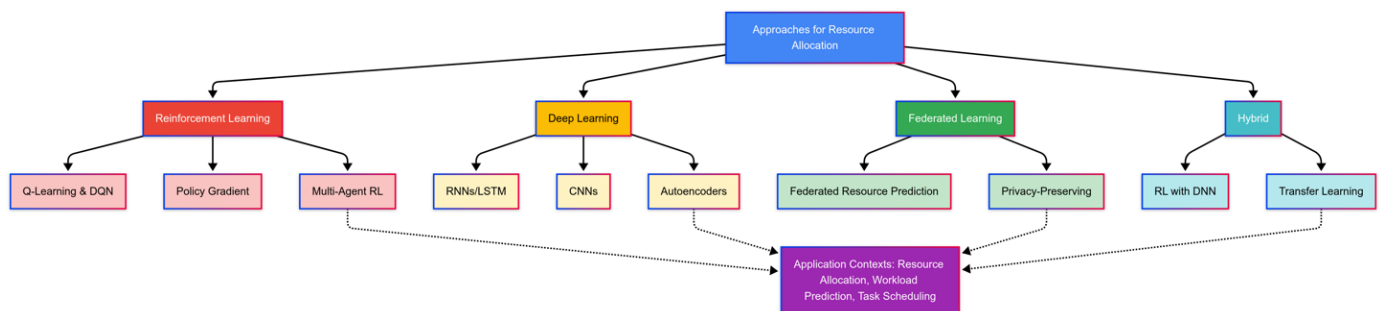 Approaches for Resource
Allocation
Reinforcement Learning
Deep Learning
Federated Learning
Hybrid
Q-Learning & DQN
Policy Gradient
Multi-Agent RL
RNNs/LSTM
CNNs
Autoencoders
Federated Resource Prediction
Privacy-Preserving
RL with DNN
Transfer Learning
Application Contexts: Resource
Allocation, Workload
Prediction, Task Scheduling